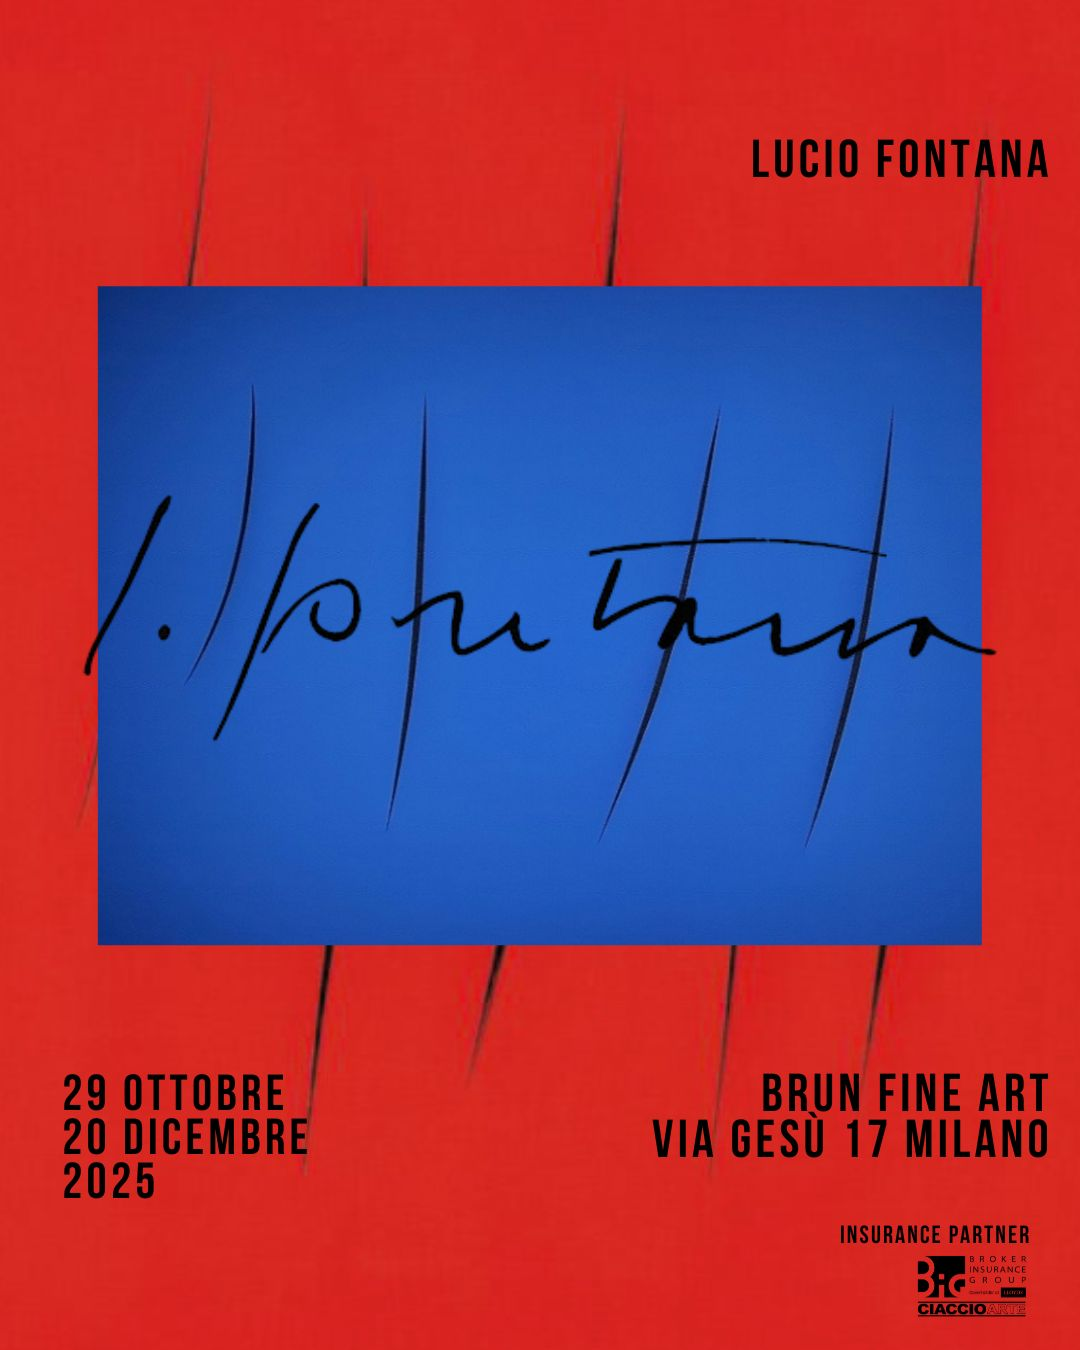 LUCIO FONTANA
l. fontana
29 OTTOBRE
20 DICEMBRE
2025
BRUN FINE ART
VIA GESÙ 17 MILANO
INSURANCE PARTNER
BIG
BROKER
INSURANCE
GROUP
CIACCIOARTE